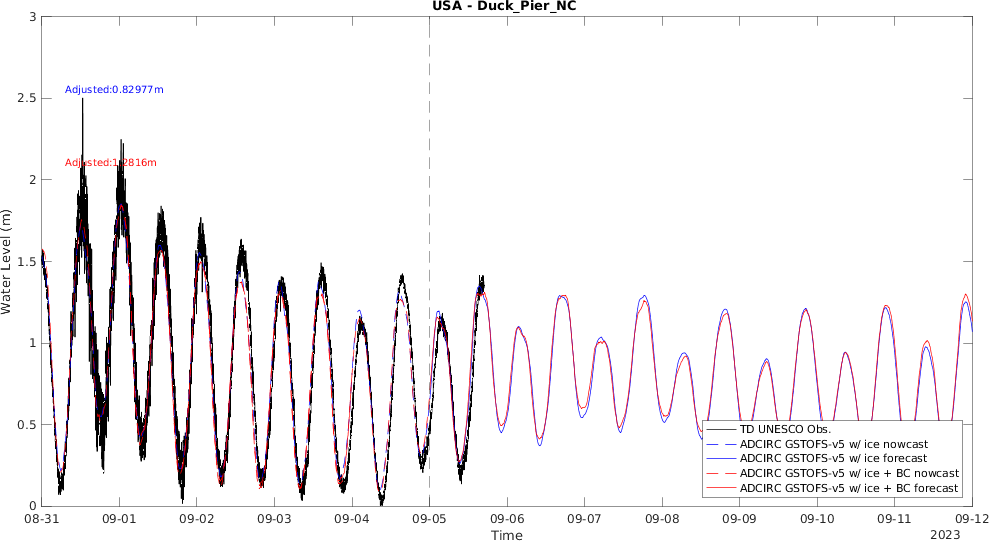 USA - Duck_Pier_NC
3
2.5
2
1.5
1
0.5
0
Water Level (m)
Adjusted:0.82977m
Adjusted:1.2816m
TD UNESCO Obs.
ADCIRC GSTOFS-v5 w/ ice nowcast
ADCIRC GSTOFS-v5 w/ ice forecast
ADCIRC GSTOFS-v5 w/ ice + BC nowcast
ADCIRC GSTOFS-v5 w/ ice + BC forecast
08-31 09-01 09-02 09-03 09-04 09-05 09-06 09-07 09-08 09-09 09-10 09-11 09-12
Time
2023